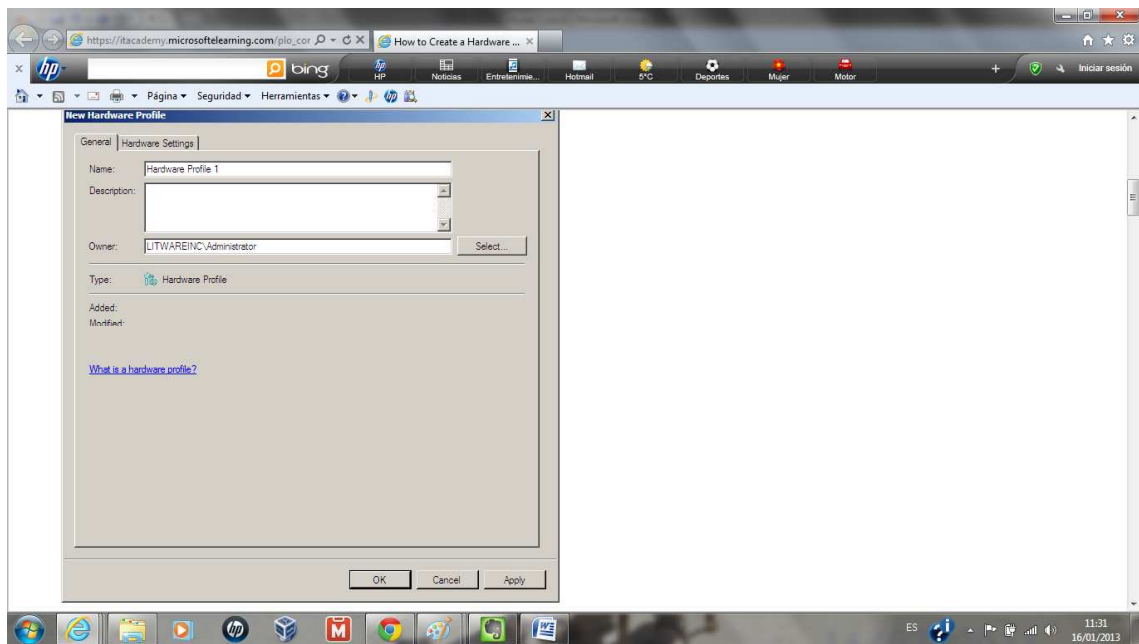 https://itacademy.microsoftelearning.com/plo_cor
How to Create a Hardware ...
hp
bing
HP
Noticias
Entretenimie...
Hotmail
5°C
Deportes
Mujer
Motor
Iniciar sesión
Página
Seguridad
Herramientas
New Hardware Profile
General
Hardware Settings
Name: Hardware Profile 1
Description:
Owner: LITWAREINC\Administrator
Select...
Type: Hardware Profile
Added:
Modified:
What is a hardware profile?
OK
Cancel
Apply
ES
11:31
16/01/2013